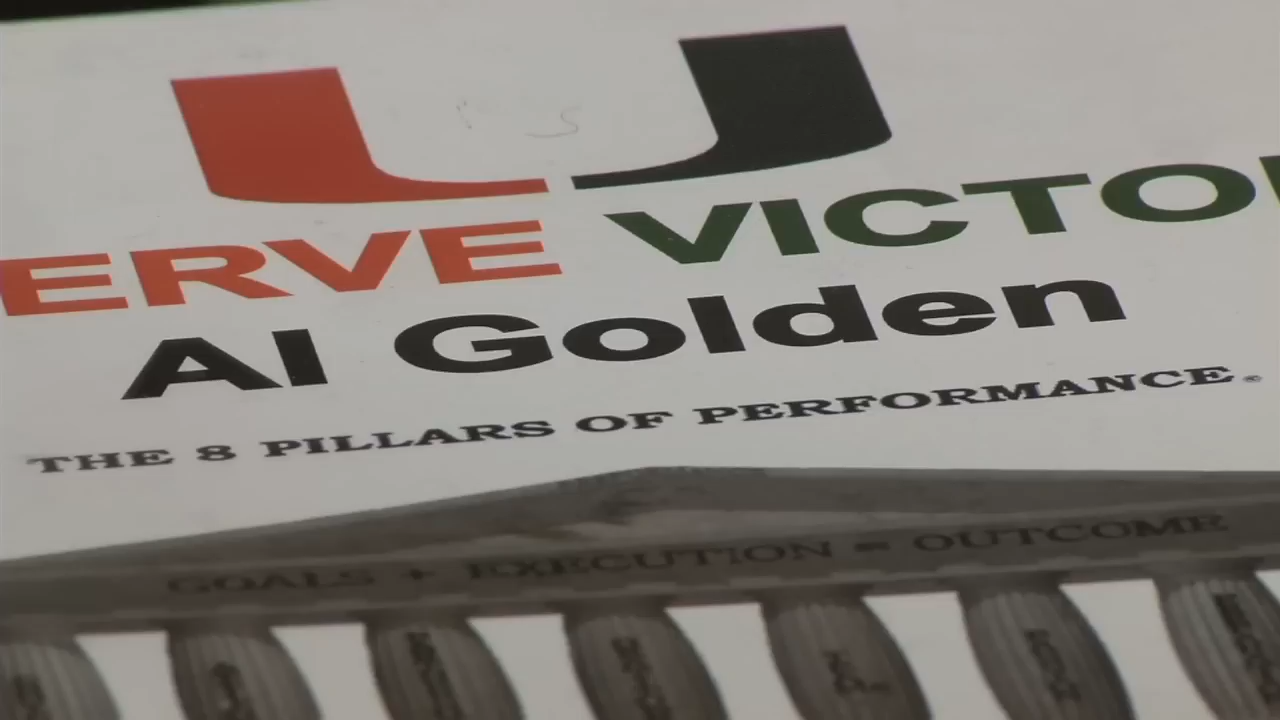 ERVE VICTO
Al Golden
THE 8 PILLARS OF PERFORMANCE®
GOALS + EXECUTION = OUTCOME